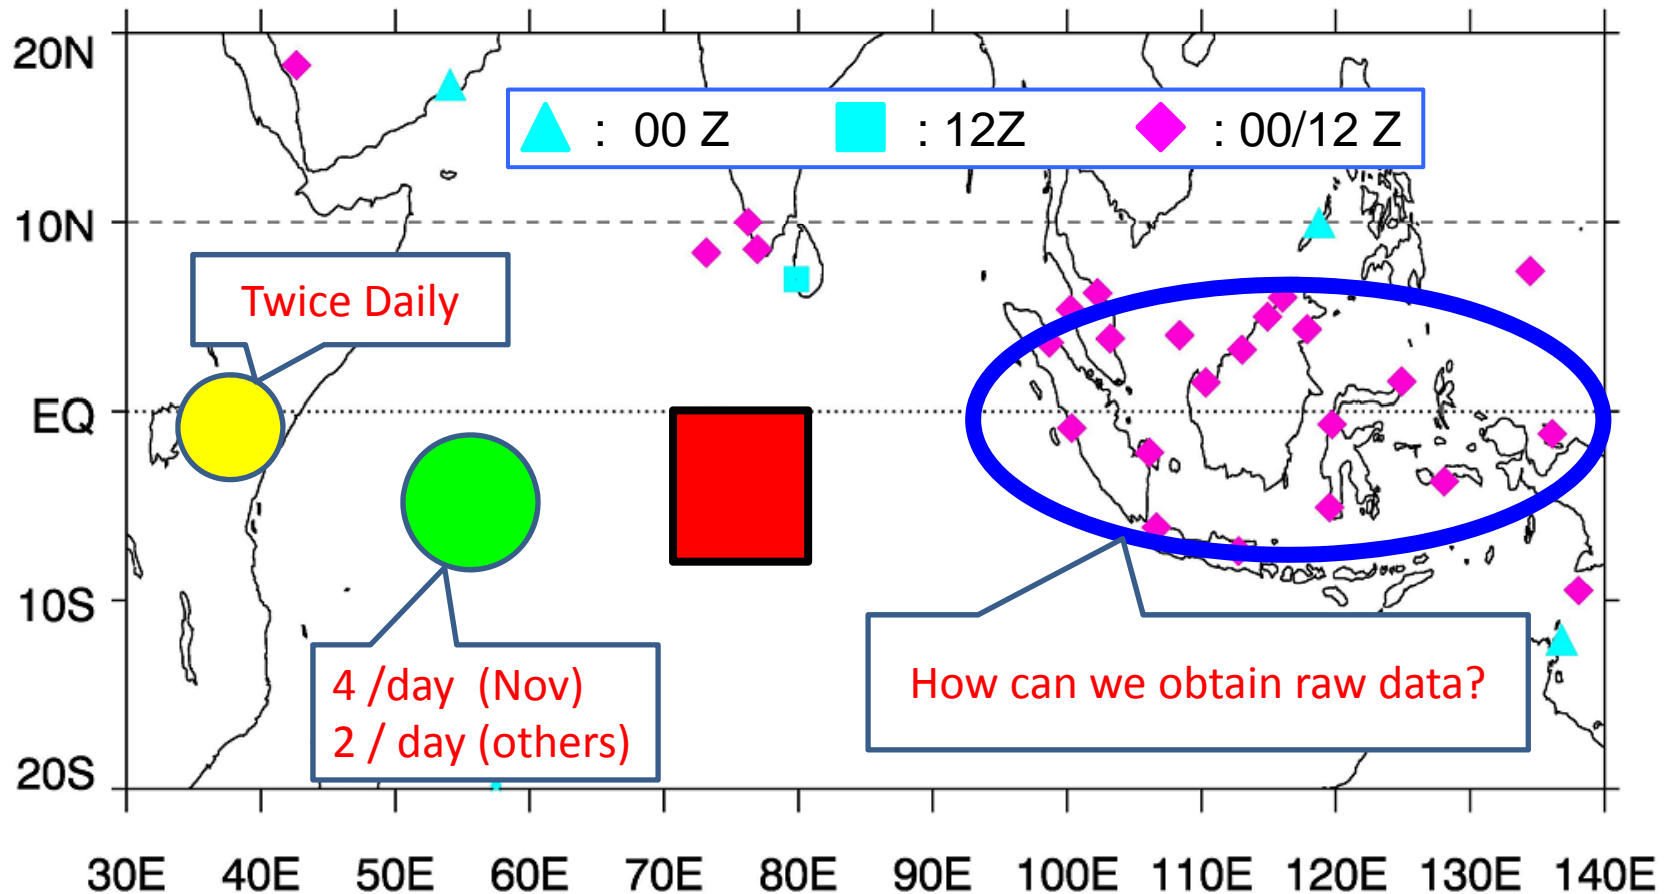 20N
: 00 Z : 12Z : 00/12 Z
10N
Twice Daily
EQ
10S
4 /day (Nov)
2 / day (others)
How can we obtain raw data?
20S
30E 40E 50E 60E 70E 80E 90E 100E 110E 120E 130E 140E